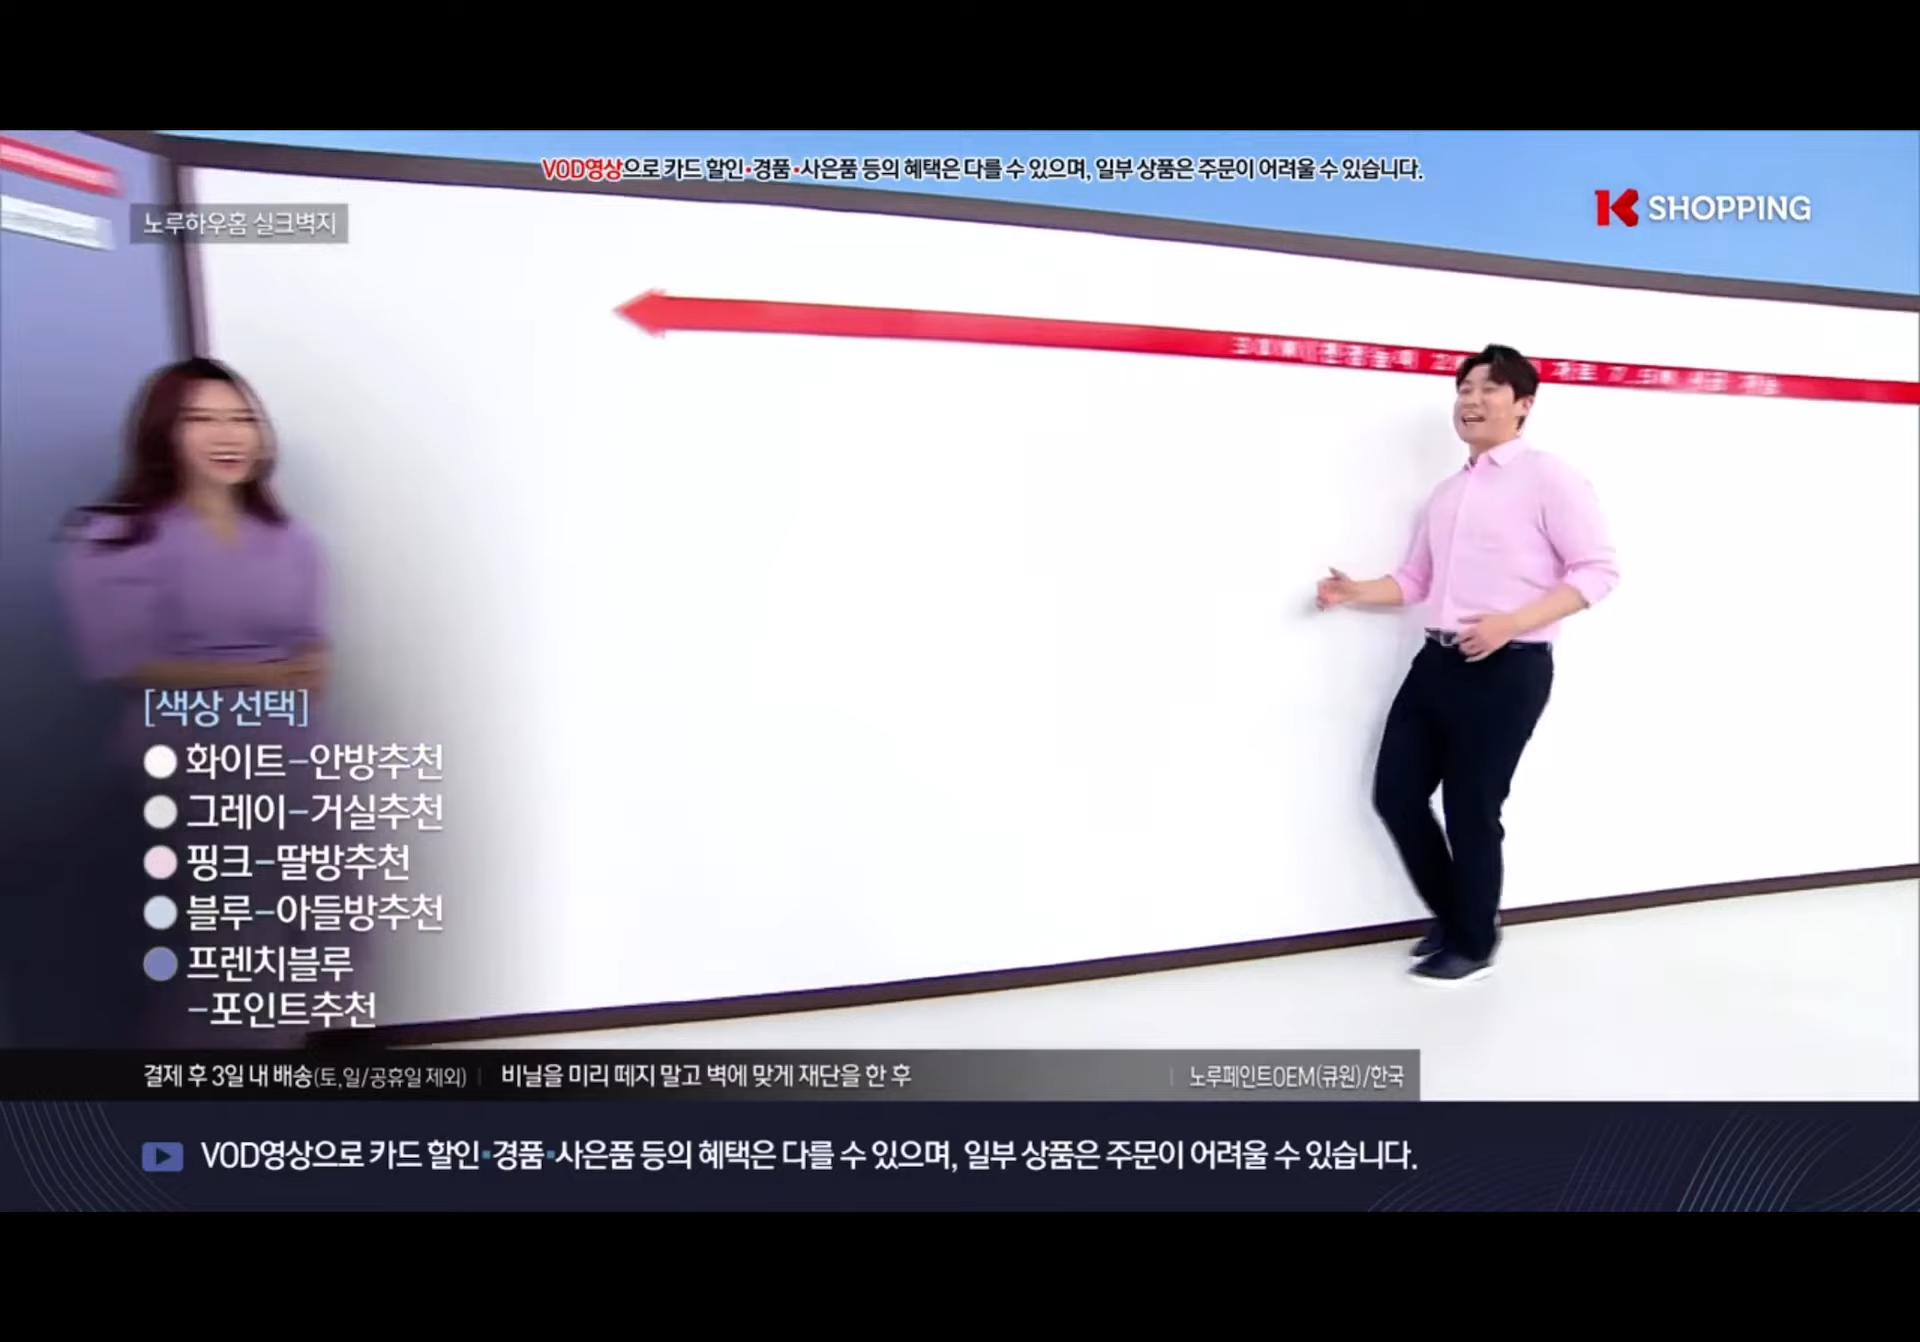 VOD영상으로 카드 할인•경품•사은품 등의 혜택은 다를 수 있으며, 일부 상품은 주문이 어려울 수 있습니다.
K SHOPPING
노루하우홈 실크벽지
[색상 선택]
화이트-안방추천
그레이-거실추천
핑크-딸방추천
블루-아들방추천
프렌치블루
-포인트추천
결제 후 3일 내 배송(토,일/공휴일 제외) | 비닐을 미리 떼지 말고 벽에 맞게 재단을 한 후 | 노루페인트OEM(큐원)/한국
VOD영상으로 카드 할인•경품•사은품 등의 혜택은 다를 수 있으며, 일부 상품은 주문이 어려울 수 있습니다.